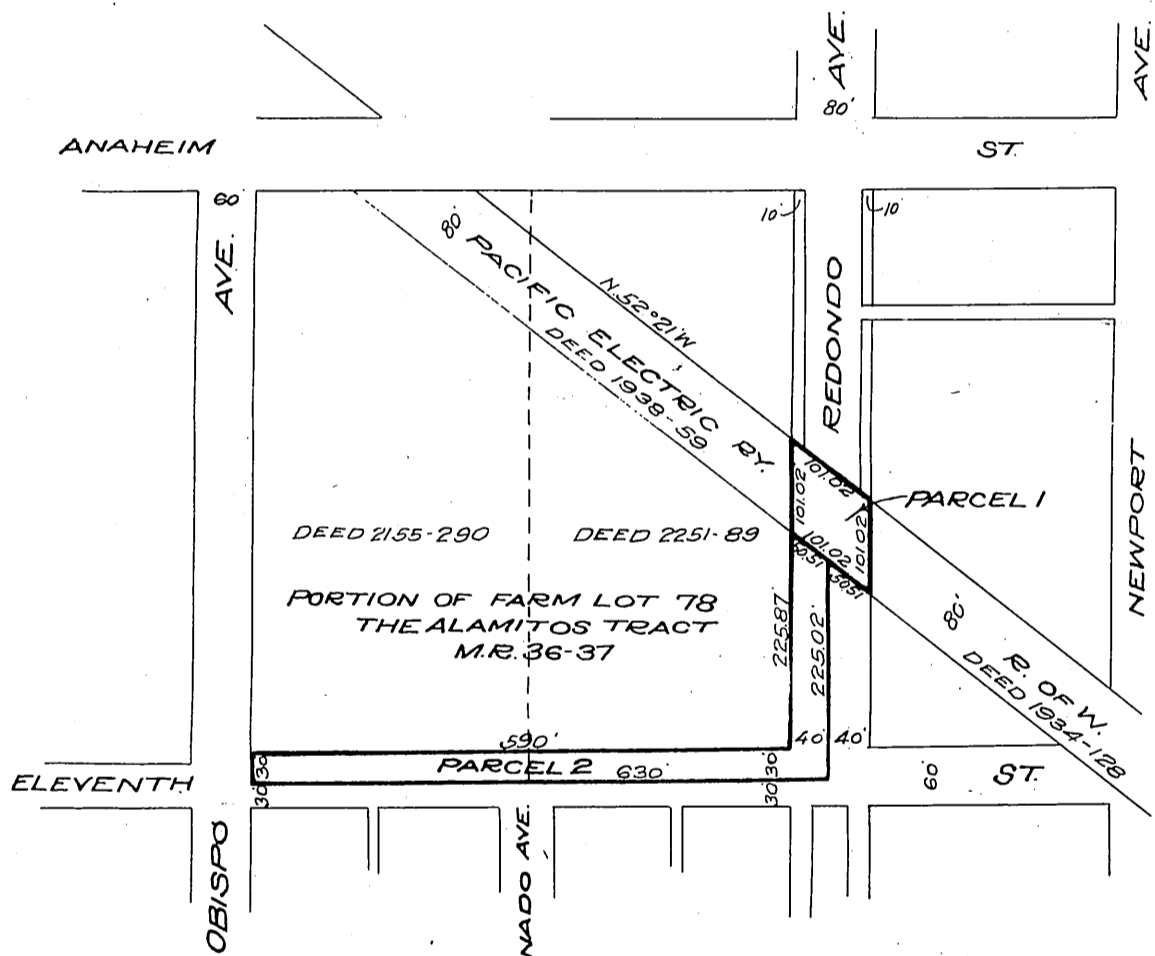 AVE.
AVE.
80'
ANAHEIM
ST.
60'
10'
10'
AVE.
80'
PACIFIC ELECTRIC RY.
DEED 1938-59
N.52°21'W
REDONDO
101.02
101.02
101.02
101.02
PARCEL 1
50.51
50.51
NEWPORT
DEED 2155-290
DEED 2251-89
PORTION OF FARM LOT 78
THE ALAMITOS TRACT
M.R. 36-37
225.87'
225.02'
80'
R. OF W.
DEED 1934-128
590'
40'
40'
ELEVENTH
30'
30'
PARCEL 2
630'
30'
30'
60'
ST.
OBISPO
NADO AVE.